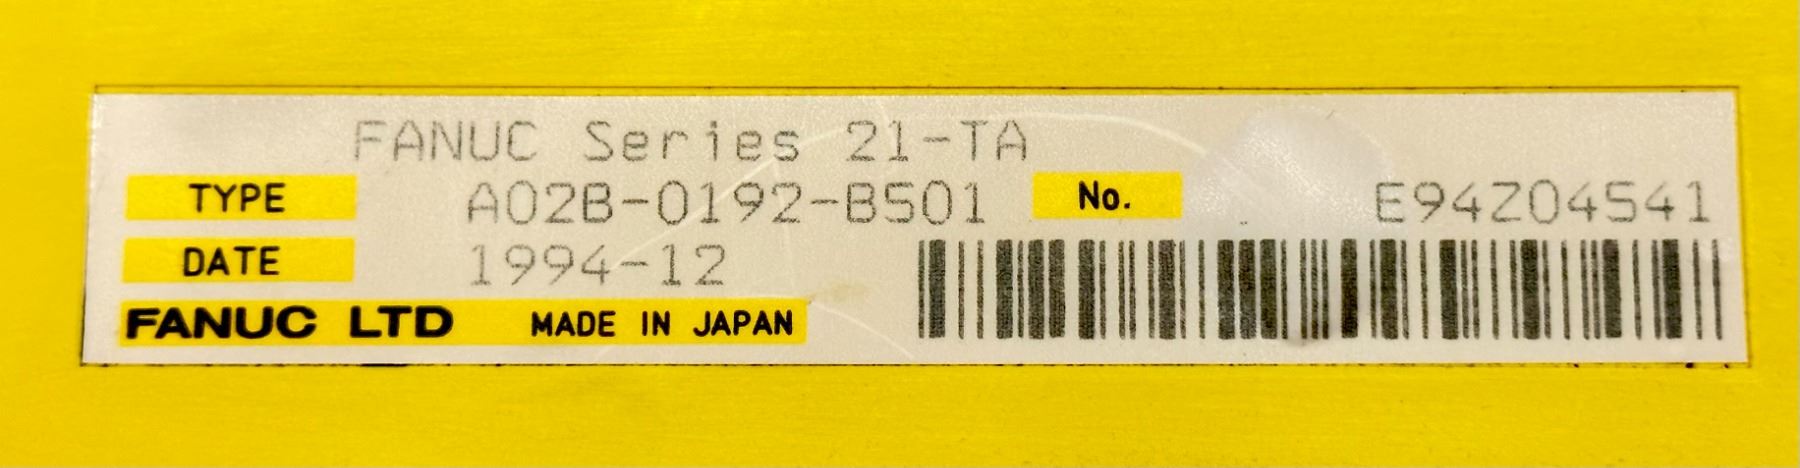 FANUC Series 21-TA
TYPE A02B-0192-B501 No. E94Z04541
DATE 1994-12
FANUC LTD MADE IN JAPAN